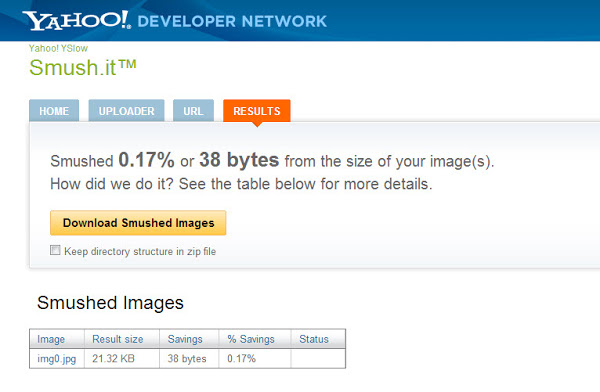 YAHOO! DEVELOPER NETWORK
Yahoo! YSlow
Smush.it™
HOME UPLOADER URL RESULTS
Smushed 0.17% or 38 bytes from the size of your image(s).
How did we do it? See the table below for more details.
Download Smushed Images
Keep directory structure in zip file
Smushed Images
Image Result size Savings % Savings Status
img0.jpg 21.32 KB 38 bytes 0.17%